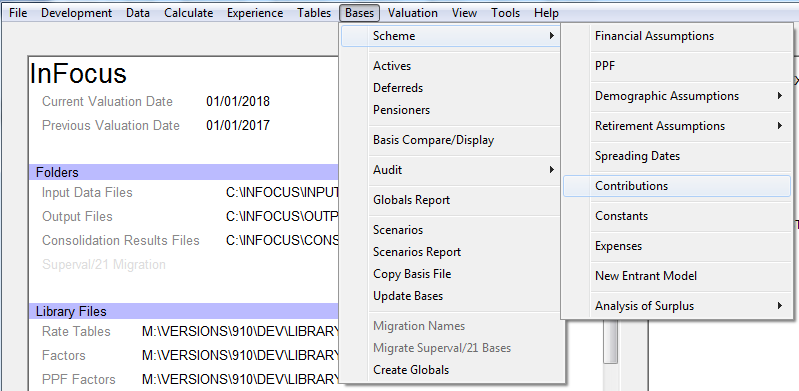 File Development Data Calculate Experience Tables Bases Valuation View Tools Help
InFocus
Current Valuation Date 01/01/2018
Previous Valuation Date 01/01/2017
Folders
Input Data Files C:\INFOCUS\INPUT
Output Files C:\INFOCUS\OUTP
Consolidation Results Files C:\INFOCUS\CONS
Superval/21 Migration
Library Files
Rate Tables M:\VERSIONS\910\DEV\LIBRARY
Factors M:\VERSIONS\910\DEV\LIBRARY
PPF Factors M:\VERSIONS\910\DEV\LIBRARY
Scheme
Actives
Deferreds
Pensioners
Basis Compare/Display
Audit
Globals Report
Scenarios
Scenarios Report
Copy Basis File
Update Bases
Migration Names
Migrate Superval/21 Bases
Create Globals
Financial Assumptions
PPF
Demographic Assumptions
Retirement Assumptions
Spreading Dates
Contributions
Constants
Expenses
New Entrant Model
Analysis of Surplus